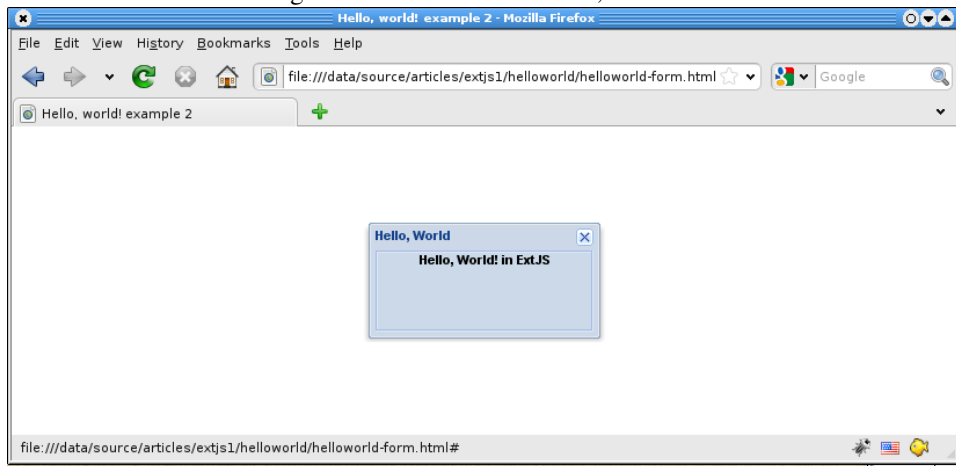 Hello, world! example 2 - Mozilla Firefox
File Edit View History Bookmarks Tools Help
file:///data/source/articles/extjs1/helloworld/helloworld-form.html Google
Hello, world! example 2
Hello, World
Hello, World! in ExtJS
file:///data/source/articles/extjs1/helloworld/helloworld-form.html#